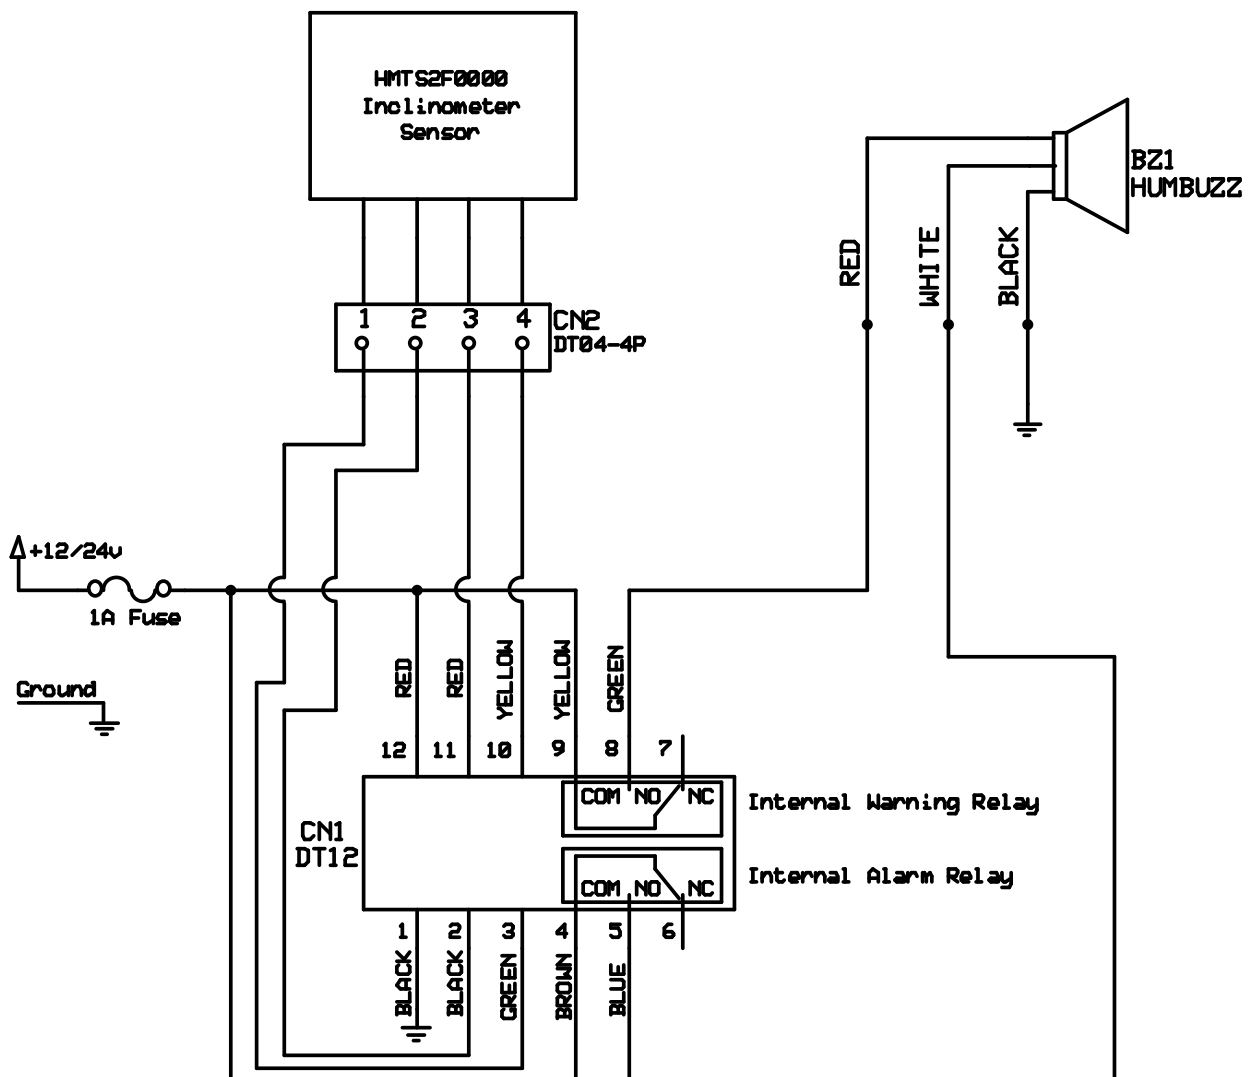 HMTS2F0000
Inclinometer
Sensor
BZ1
HUMBUZZ
RED
WHITE
BLACK
1 2 3 4
CN2
DT04-4P
+12/24v
1A Fuse
Ground
RED
RED
YELLOW
YELLOW
GREEN
12 11 10 9 8 7
COM NO NC
Internal Warning Relay
CN1
DT12
Internal Alarm Relay
COM NO NC
1 2 3 4 5 6
BLACK
BLACK
GREEN
BROWN
BLUE